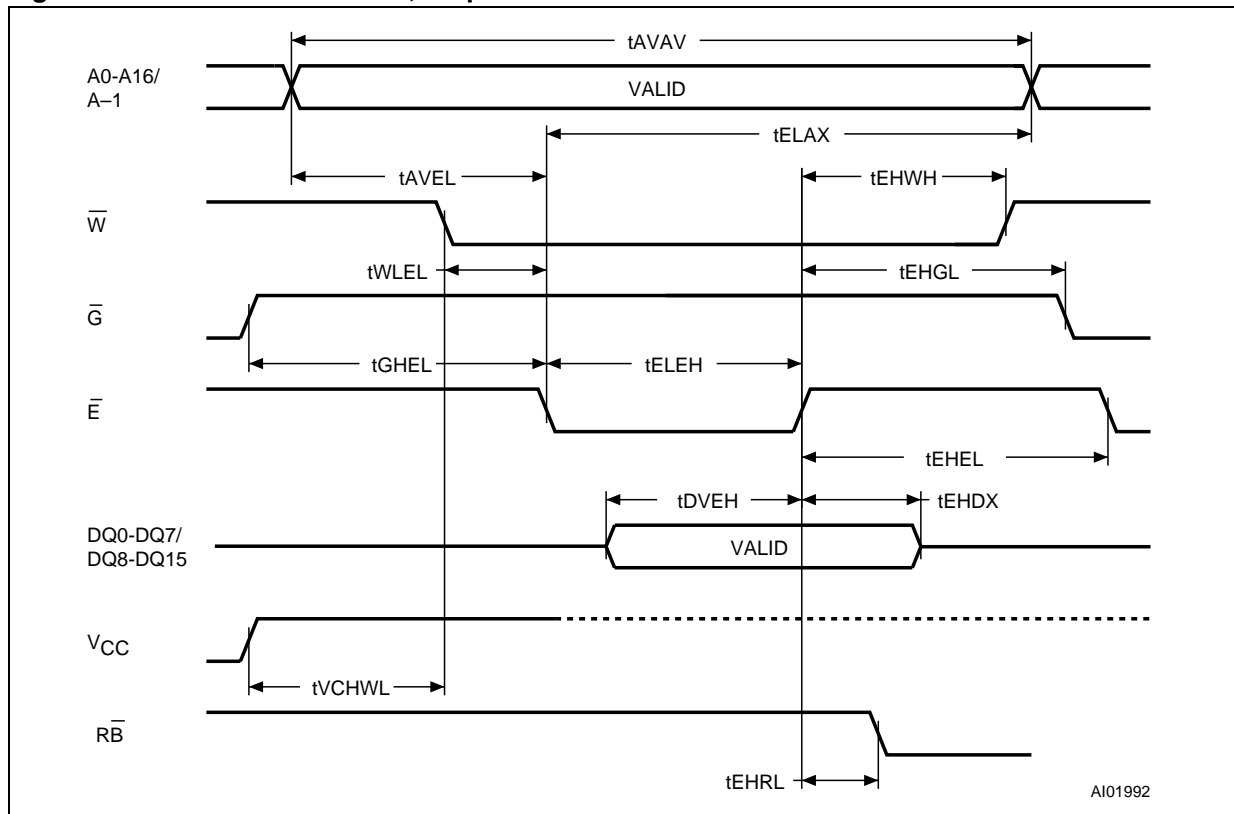 tAVAV
A0-A16/
A–1
VALID
tELAX
tAVEL
tEHWH
W̅
tWLEL
tEHGL
G̅
tGHEL
tELEH
E̅
tEHEL
tDVEH
tEHDX
DQ0-DQ7/
DQ8-DQ15
VALID
VCC
tVCHWL
RB̅
tEHRL
AI01992